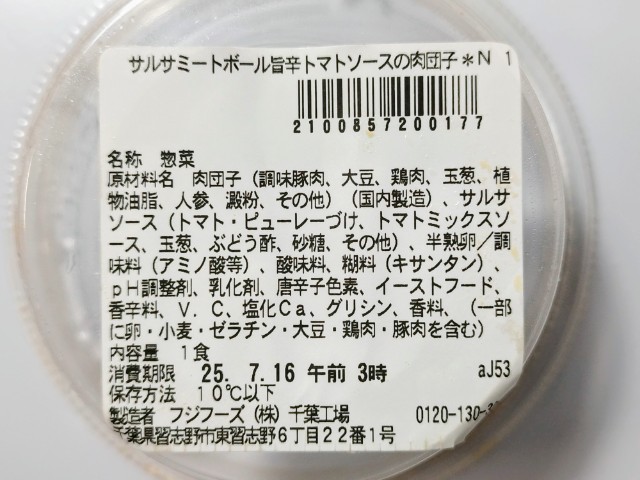 サルサミートボール旨辛トマトソースの肉団子＊N 1
2100857200177
名称 惣菜
原材料名 肉団子（調味豚肉、大豆、鶏肉、玉葱、植
物油脂、人参、澱粉、その他）（国内製造）、サルサ
ソース（トマト・ピューレーづけ、トマトミックスソ
ース、玉葱、ぶどう酢、砂糖、その他）、半熟卵／調
味料（アミノ酸等）、酸味料、糊料（キサンタン）、
pH調整剤、乳化剤、唐辛子色素、イーストフード、
香辛料、V．C、塩化Ca、グリシン、香料、（一部
に卵・小麦・ゼラチン・大豆・鶏肉・豚肉を含む）
内容量 1食
消費期限 25. 7.16 午前 3時 aJ53
保存方法 10℃以下
製造者 フジフーズ（株）千葉工場 0120-130-3
千葉県習志野市東習志野6丁目22番1号